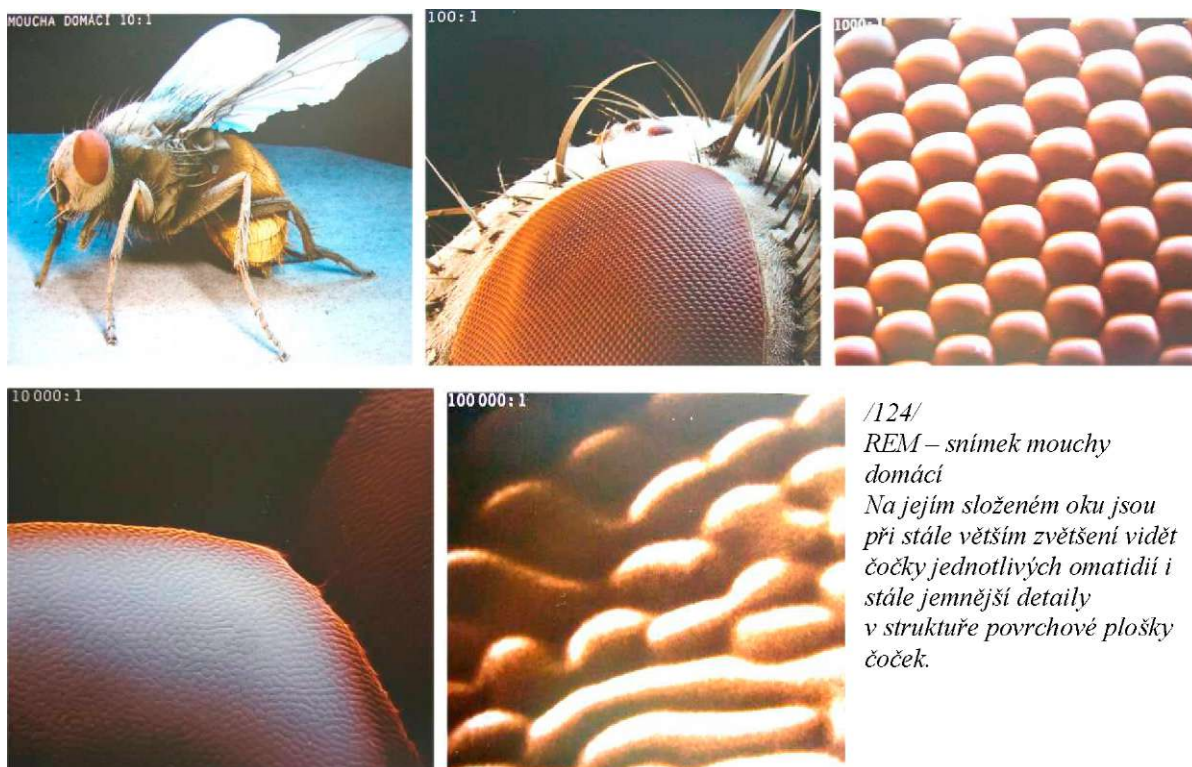 MOUCHA DOMÁCÍ 10:1
100:1
1000:1
10 000:1
100 000:1
/124/
REM – snímek mouchy
domácí
Na jejím složeném oku jsou
při stále větším zvětšení vidět
čočky jednotlivých omatidií i
stále jemnější detaily
v struktuře povrchové plošky
čoček.